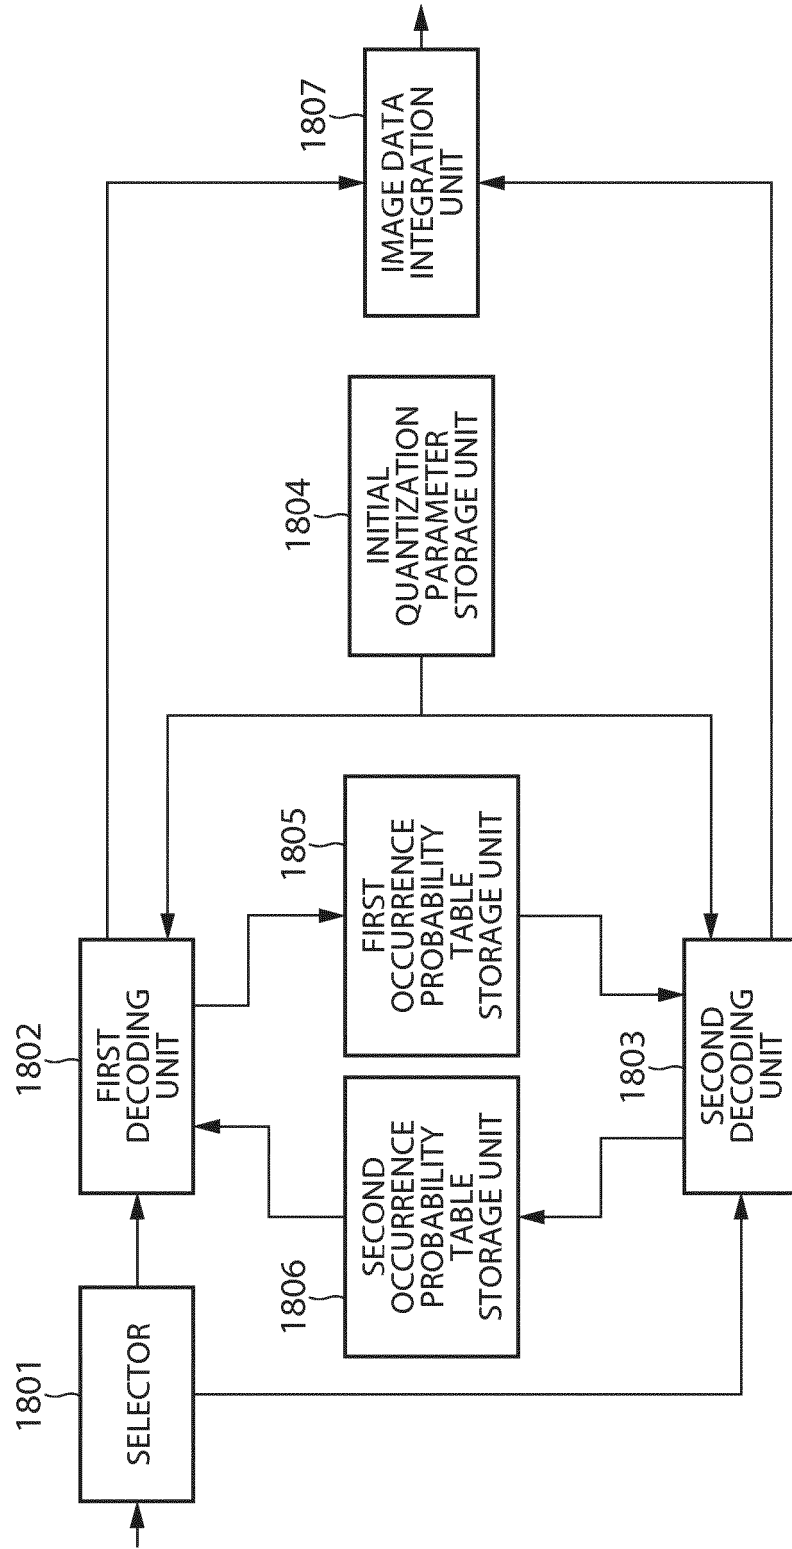 1801
SELECTOR
1802
FIRST
DECODING
UNIT
1806
SECOND
OCCURRENCE
PROBABILITY
TABLE
STORAGE UNIT
1805
FIRST
OCCURRENCE
PROBABILITY
TABLE
STORAGE UNIT
1803
SECOND
DECODING
UNIT
1804
INITIAL
QUANTIZATION
PARAMETER
STORAGE UNIT
1807
IMAGE DATA
INTEGRATION
UNIT